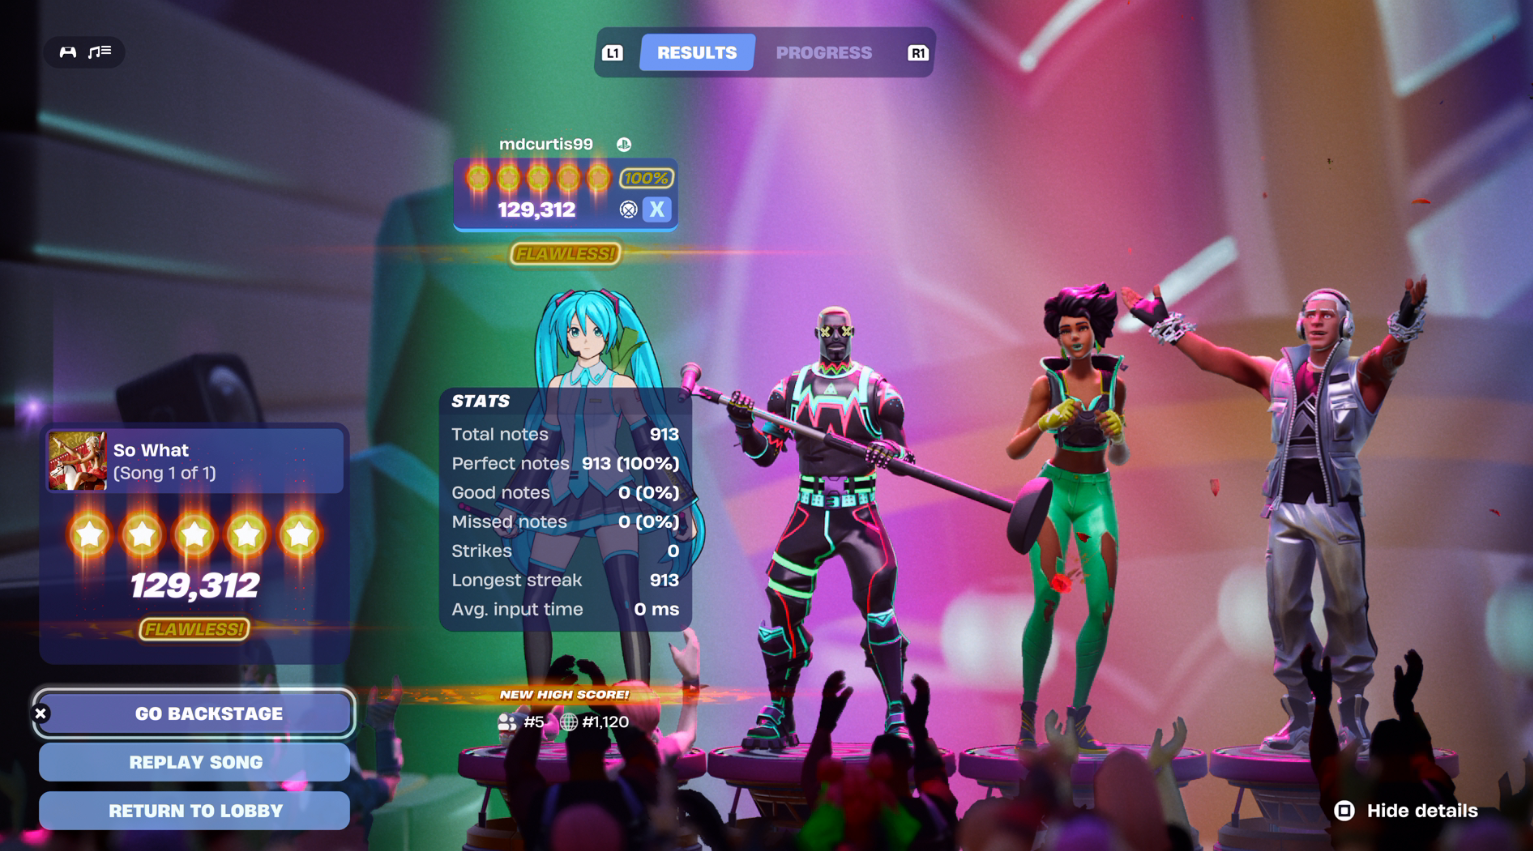 L1 RESULTS PROGRESS R1
mdcurtis99
100%
129,312 X
FLAWLESS!
STATS
Total notes 913
Perfect notes 913 (100%)
Good notes 0 (0%)
Missed notes 0 (0%)
Strikes 0
Longest streak 913
Avg. input time 0 ms
NEW HIGH SCORE!
#5 #1,120
So What
(Song 1 of 1)
129,312
FLAWLESS!
GO BACKSTAGE
REPLAY SONG
RETURN TO LOBBY
Hide details